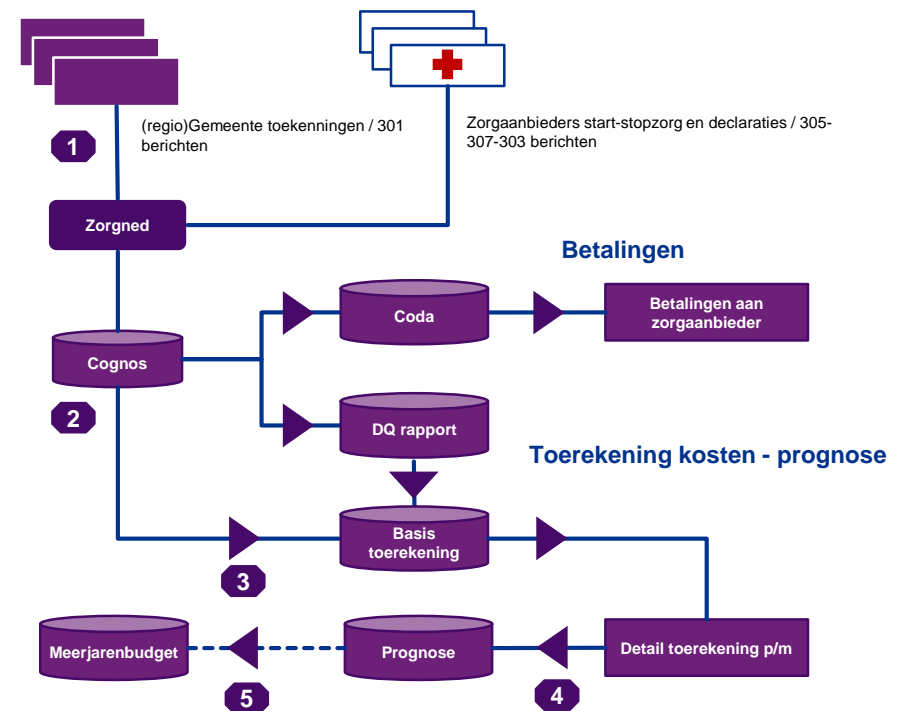 (regio)Gemeente toekenningen / 301
berichten
Zorgaanbieders start-stopzorg en declaraties / 305-
307-303 berichten
1
Zorgned
Betalingen
Coda
Betalingen aan
zorgaanbieder
Cognos
2
DQ rapport
Toerekening kosten - prognose
Basis
toerekening
3
Meerjarenbudget
Prognose
Detail toerekening p/m
5
4